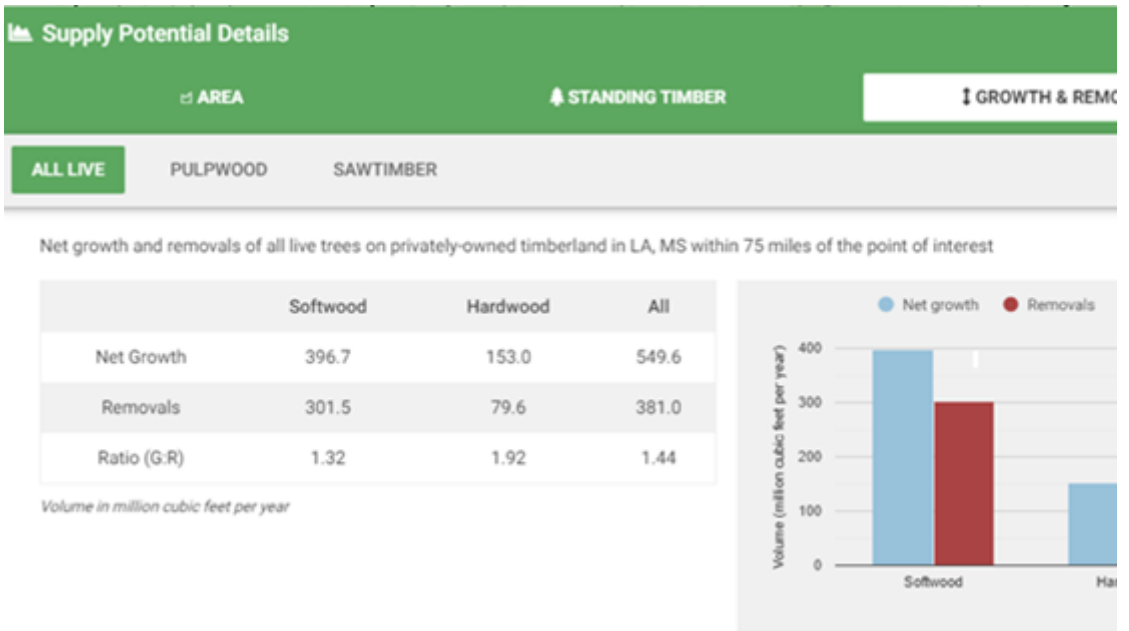 Supply Potential Details
AREA
STANDING TIMBER
GROWTH & REMO
ALL LIVE PULPWOOD SAWTIMBER
Net growth and removals of all live trees on privately-owned timberland in LA, MS within 75 miles of the point of interest
Softwood Hardwood All
Net Growth 396.7 153.0 549.6
Removals 301.5 79.6 381.0
Ratio (G:R) 1.32 1.92 1.44
Volume in million cubic feet per year
Net growth Removals
Volume (million cubic feet per year)
400
300
200
100
0
Softwood Har